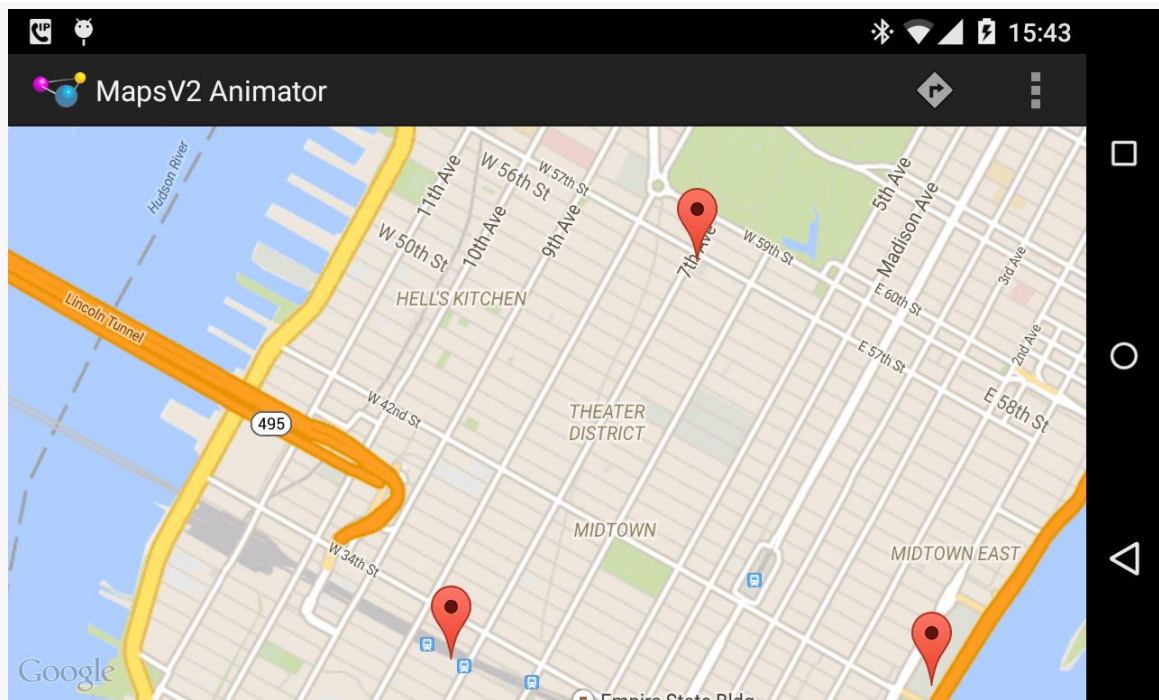 15:43
MapsV2 Animator
Hudson River
11th Ave
W 56th St
W 57th St
5th Ave
Madison Ave
W 50th St
10th Ave
9th Ave
7th Ave
W 59th St
3rd Ave
HELL'S KITCHEN
E 60th St
Lincoln Tunnel
2nd Ave
E 57th St
W 42nd St
THEATER
DISTRICT
E 58th St
495
MIDTOWN
MIDTOWN EAST
W 34th St
Google
Empire State Bldg